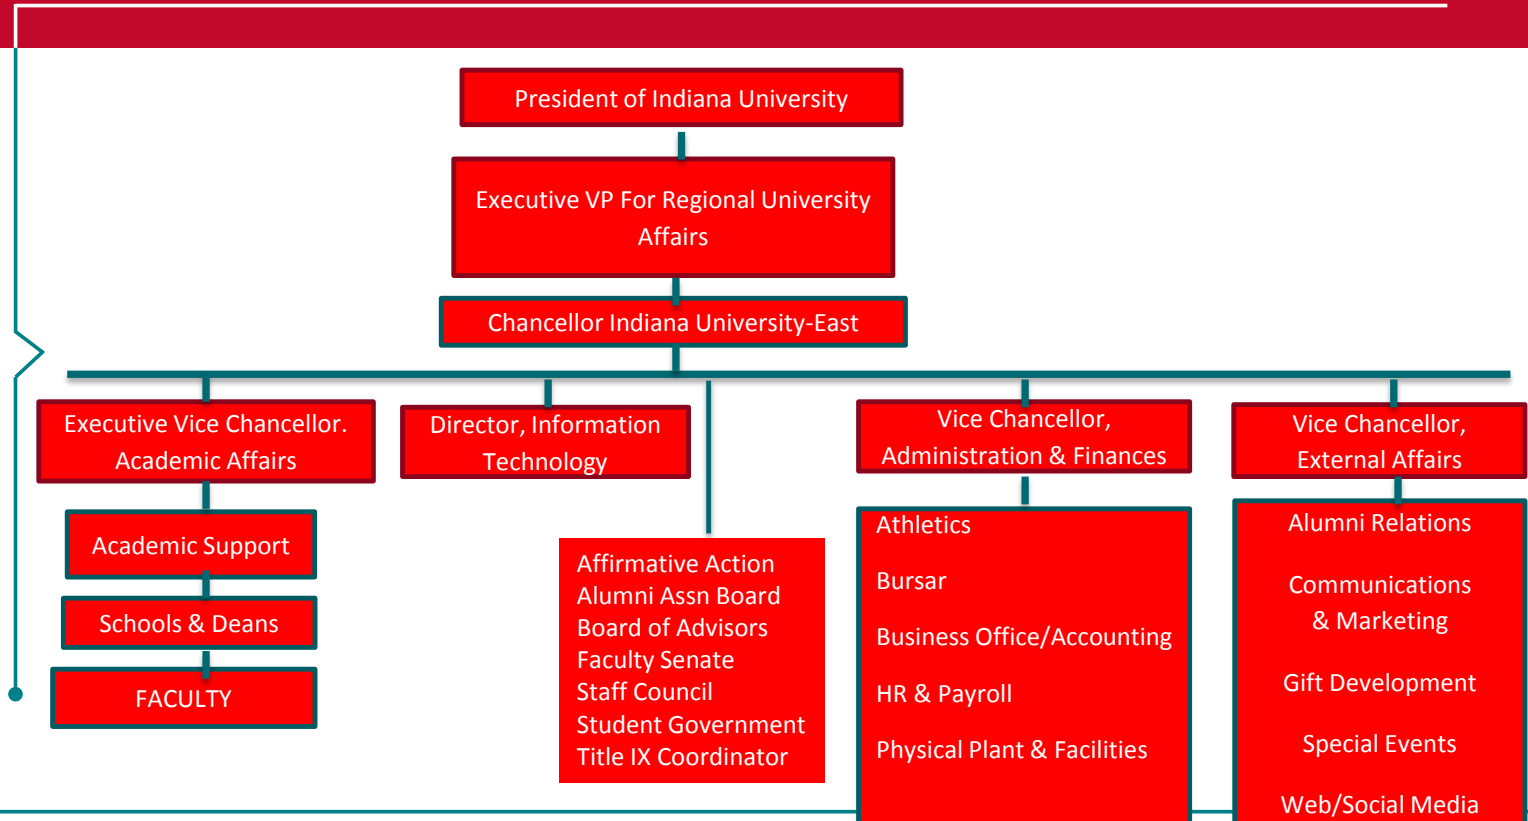 President of Indiana University
Executive VP For Regional University
Affairs
Chancellor Indiana University-East
Executive Vice Chancellor.
Academic Affairs
Academic Support
Schools & Deans
FACULTY
Director, Information
Technology
Affirmative Action
Alumni Assn Board
Board of Advisors
Faculty Senate
Staff Council
Student Government
Title IX Coordinator
Vice Chancellor,
Administration & Finances
Athletics
Bursar
Business Office/Accounting
HR & Payroll
Physical Plant & Facilities
Vice Chancellor,
External Affairs
Alumni Relations
Communications
& Marketing
Gift Development
Special Events
Web/Social Media